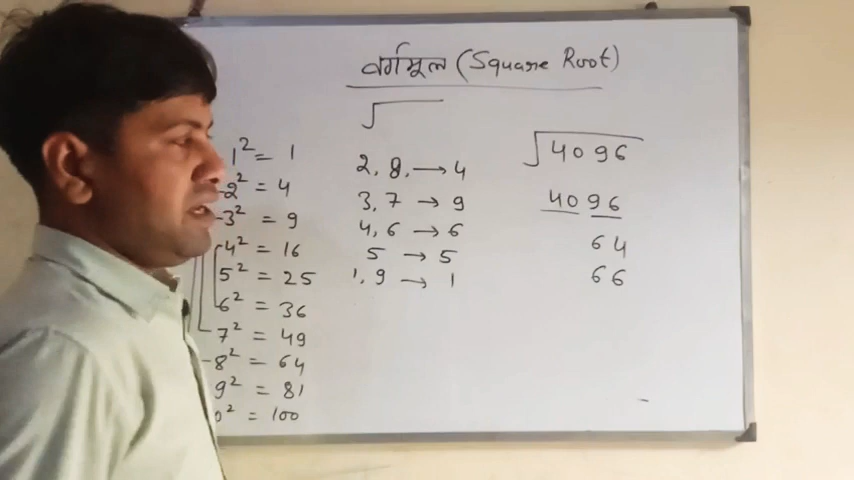 वर्गमूल (Square Root)
√
1² = 1
2² = 4
3² = 9
4² = 16
5² = 25
6² = 36
7² = 49
8² = 64
9² = 81
0² = 100
2, 8, → 4
3, 7 → 9
4, 6 → 6
5 → 5
1, 9 → 1
√4096
4096
64
66